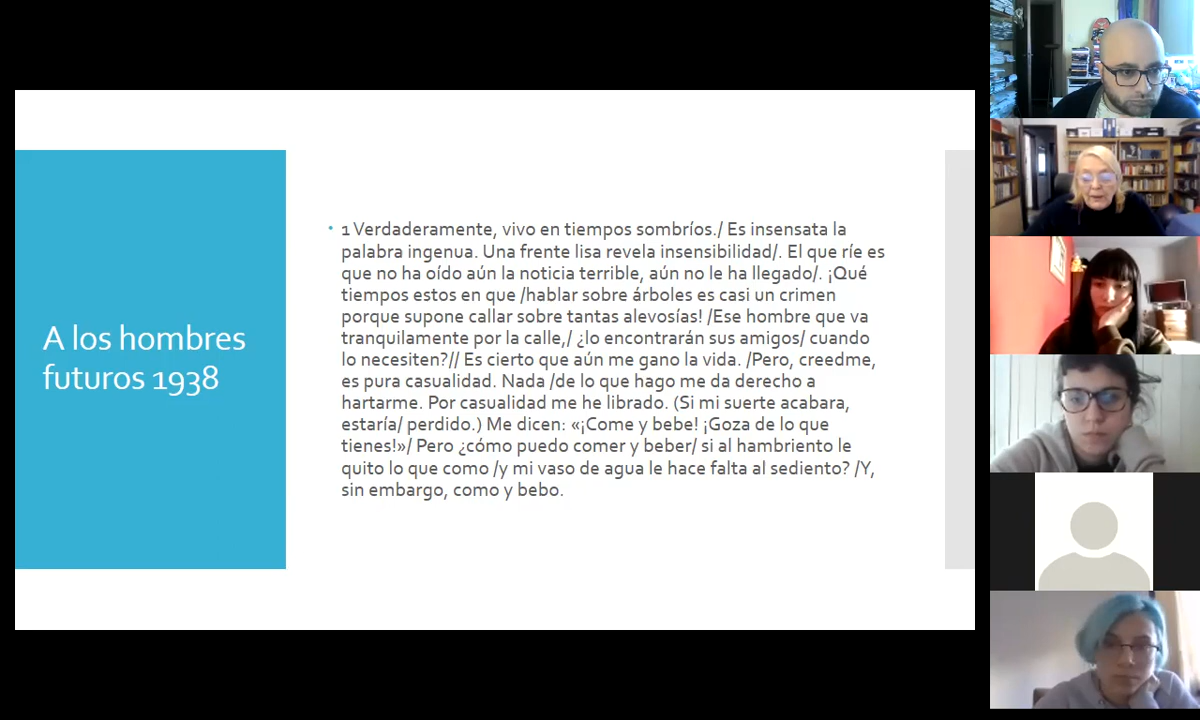 A los hombres
futuros 1938
1 Verdaderamente, vivo en tiempos sombríos./ Es insensata la
palabra ingenua. Una frente lisa revela insensibilidad/. El que ríe es
que no ha oído aún la noticia terrible, aún no le ha llegado/. ¡Qué
tiempos estos en que /hablar sobre árboles es casi un crimen
porque supone callar sobre tantas alevosías! /Ese hombre que va
tranquilamente por la calle,/ ¿lo encontrarán sus amigos/ cuando
lo necesiten?// Es cierto que aún me gano la vida. /Pero, creedme,
es pura casualidad. Nada /de lo que hago me da derecho a
hartarme. Por casualidad me he librado. (Si mi suerte acabara,
estaría/ perdido.) Me dicen: «¡Come y bebe! ¡Goza de lo que
tienes!»/ Pero ¿cómo puedo comer y beber/ si al hambriento le
quito lo que como /y mi vaso de agua le hace falta al sediento? /Y,
sin embargo, como y bebo.